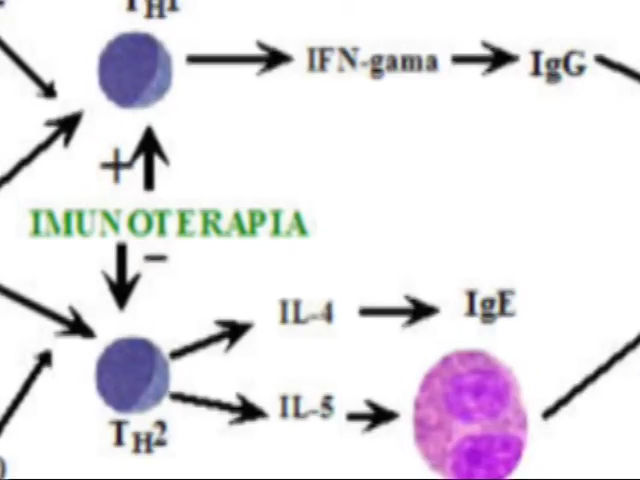 TH1
IFN-gama
IgG
+
IMUNOTERAPIA
−
IL-4
IgE
IL-5
TH2